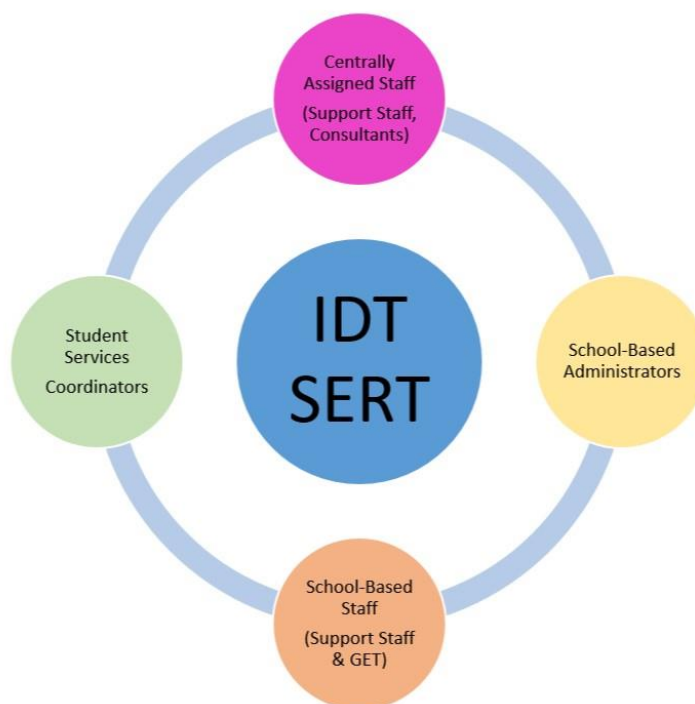 Centrally
Assigned Staff
(Support Staff,
Consultants)
IDT
SERT
Student
Services
Coordinators
School-Based
Administrators
School-Based
Staff
(Support Staff
& GET)